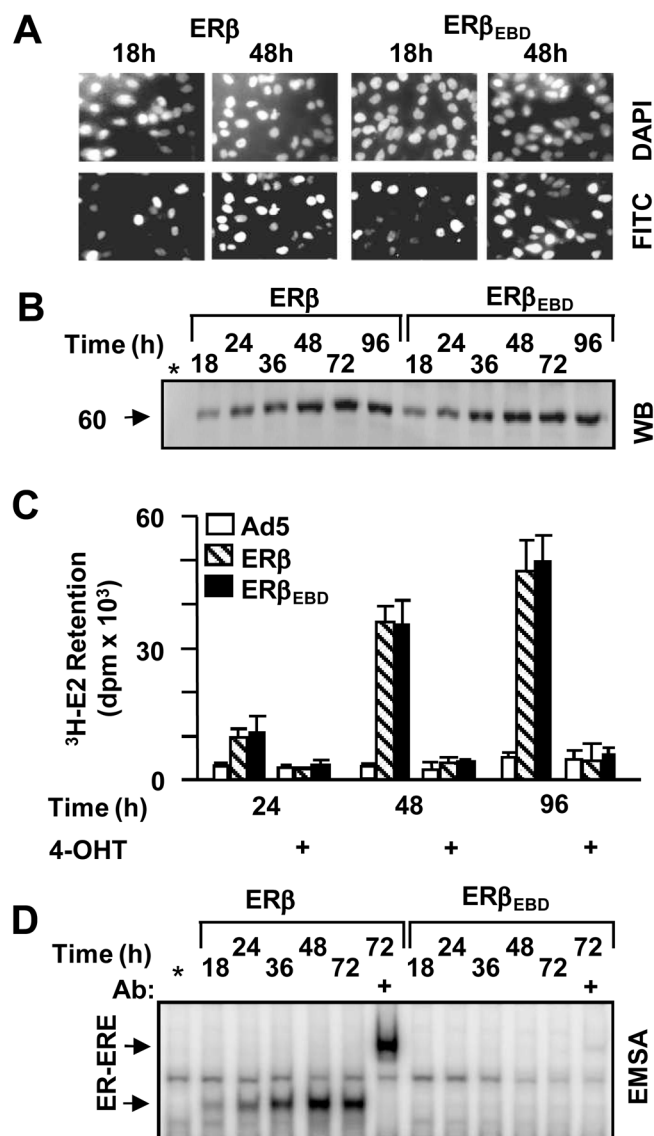 A
ERβ ERβEBD
18h 48h 18h 48h
DAPI
FITC
B
ERβ ERβEBD
Time (h) 24 48 96 24 48 96
* 18 36 72 18 36 72
60
WB
C
60
Ad5
ERβ
ERβEBD
30
0
³H-E2 Retention
(dpm x 10³)
Time (h) 24 48 96
4-OHT + + +
D
ERβ ERβEBD
Time (h) 24 48 72 24 48 72
* 18 36 72 18 36 72
Ab: + +
ER-ERE
EMSA